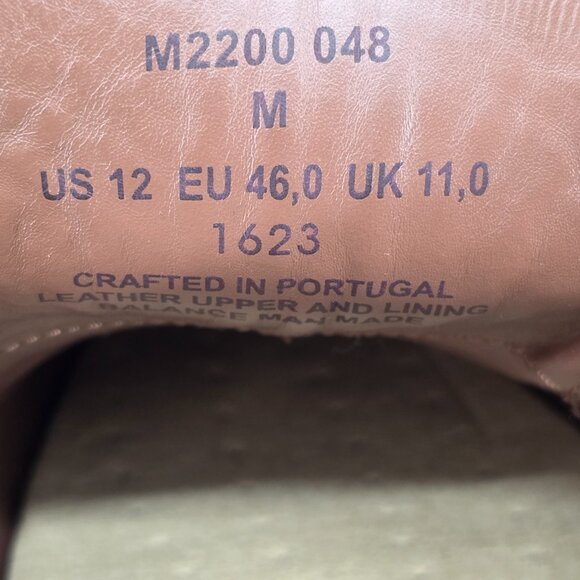 M2200 048
M
US 12 EU 46,0 UK 11,0
1623
CRAFTED IN PORTUGAL
LEATHER UPPER AND LINING
BALANCE MAN MADE